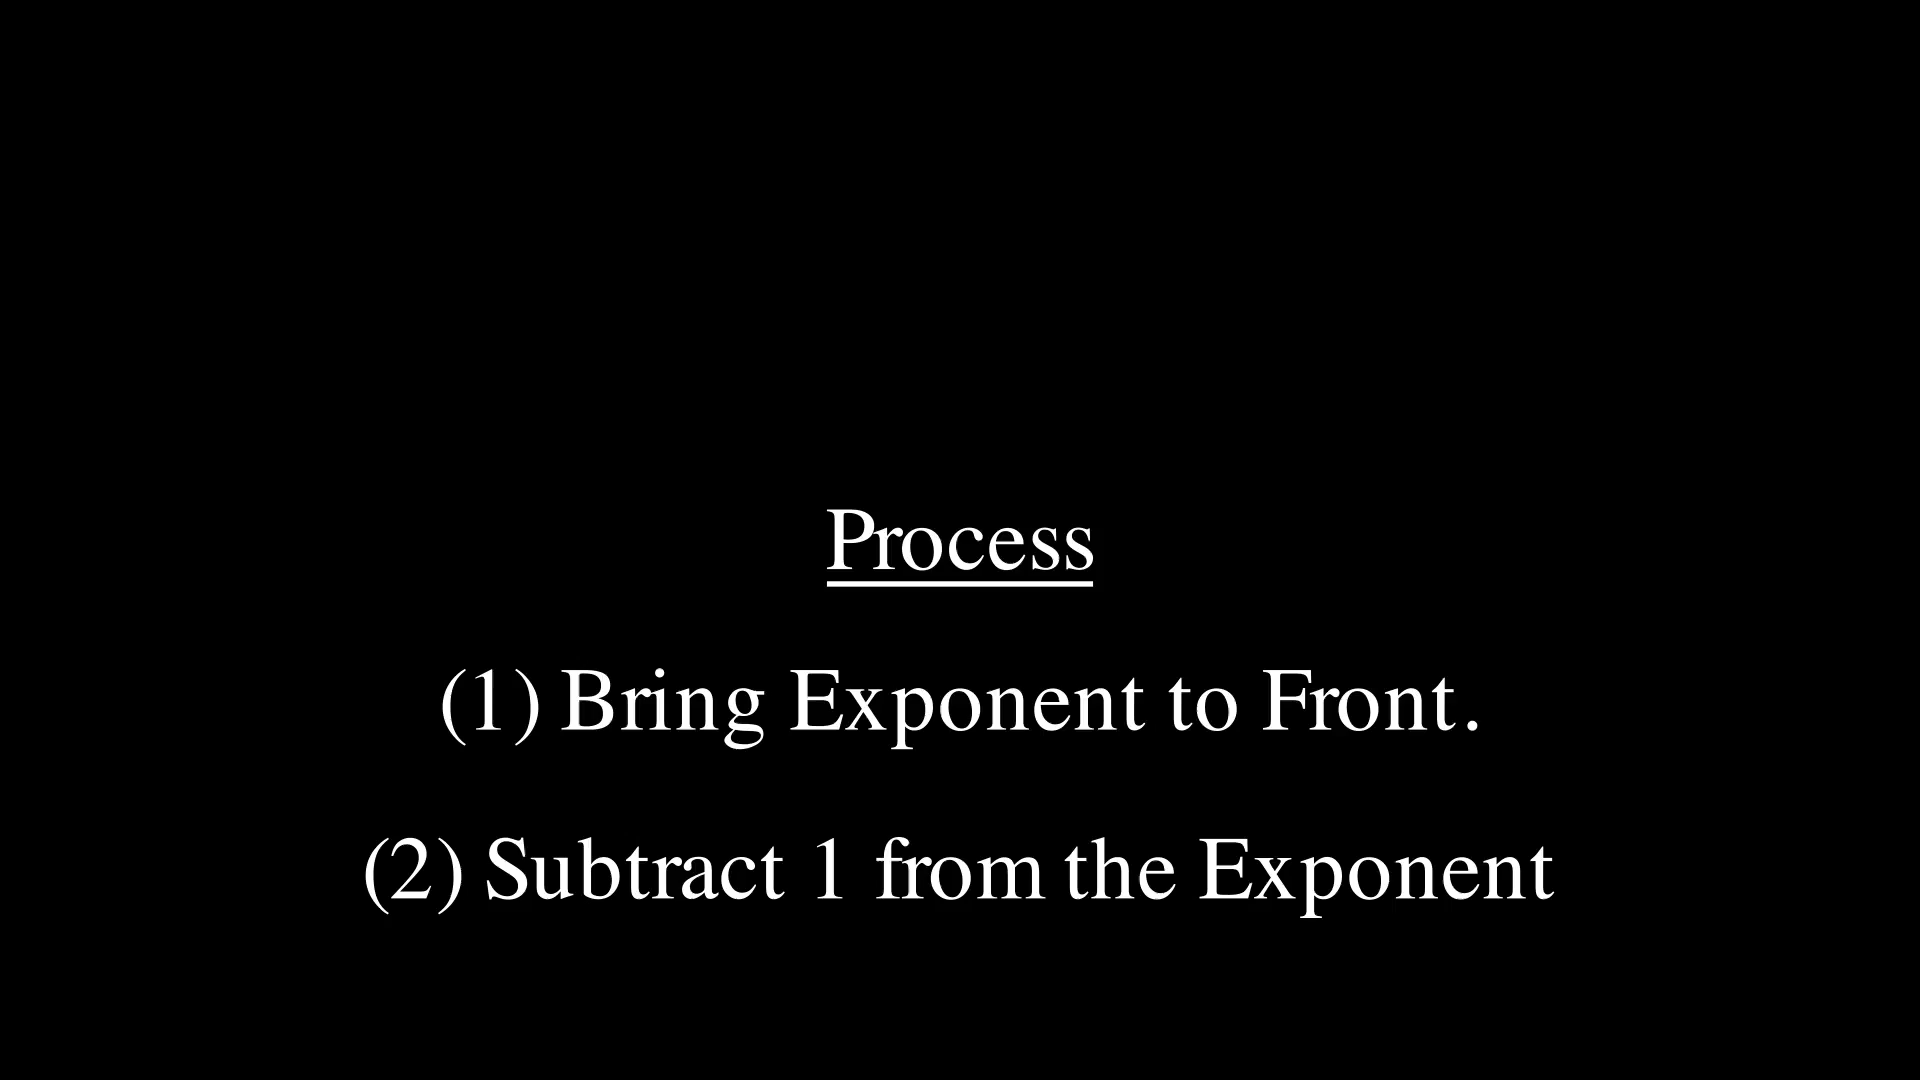 Process
(1) Bring Exponent to Front.
(2) Subtract 1 from the Exponent